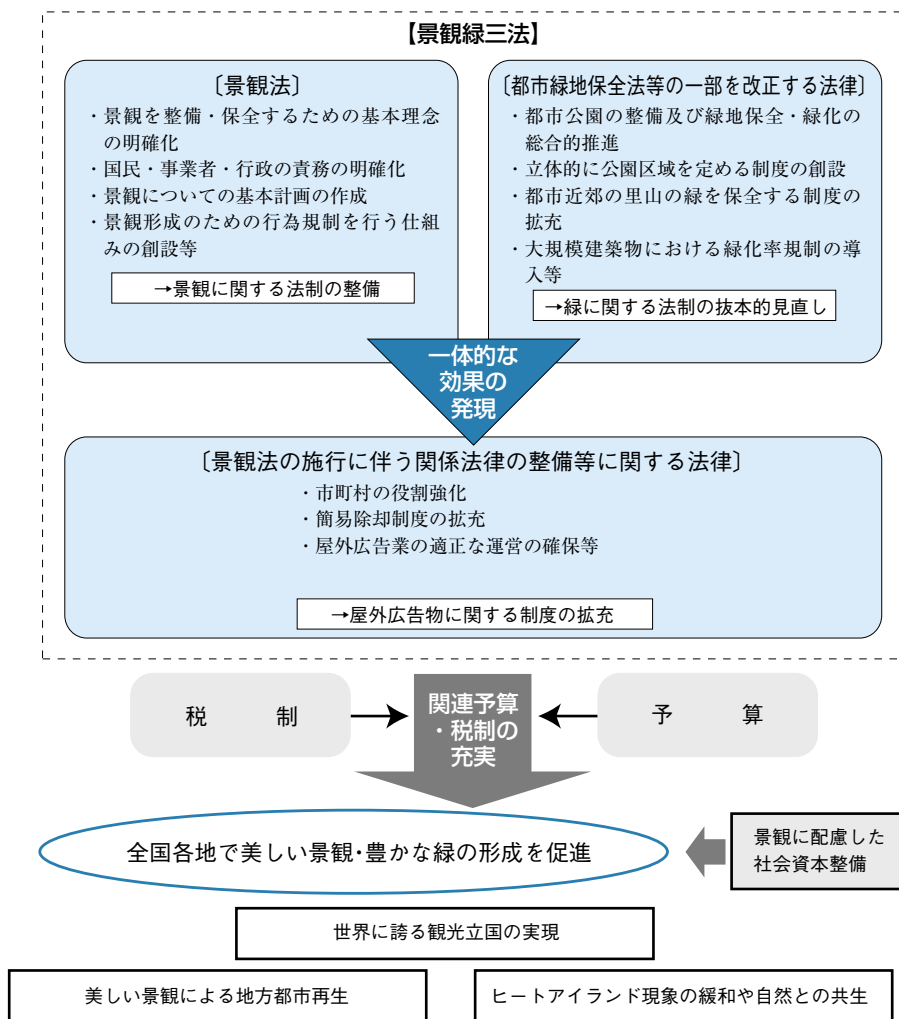 【景観緑三法】
〔景観法〕
・景観を整備・保全するための基本理念
の明確化
・国民・事業者・行政の責務の明確化
・景観についての基本計画の作成
・景観形成のための行為規制を行う仕組
みの創設等
→景観に関する法制の整備
〔都市緑地保全法等の一部を改正する法律〕
・都市公園の整備及び緑地保全・緑化の
総合的推進
・立体的に公園区域を定める制度の創設
・都市近郊の里山の緑を保全する制度の
拡充
・大規模建築物における緑化率規制の導
入等
→緑に関する法制の抜本的見直し
一体的な
効果の
発現
〔景観法の施行に伴う関係法律の整備等に関する法律〕
・市町村の役割強化
・簡易除却制度の拡充
・屋外広告業の適正な運営の確保等
→屋外広告物に関する制度の拡充
税　制
関連予算
・税制の
充実
予　算
全国各地で美しい景観・豊かな緑の形成を促進
景観に配慮した
社会資本整備
世界に誇る観光立国の実現
美しい景観による地方都市再生
ヒートアイランド現象の緩和や自然との共生